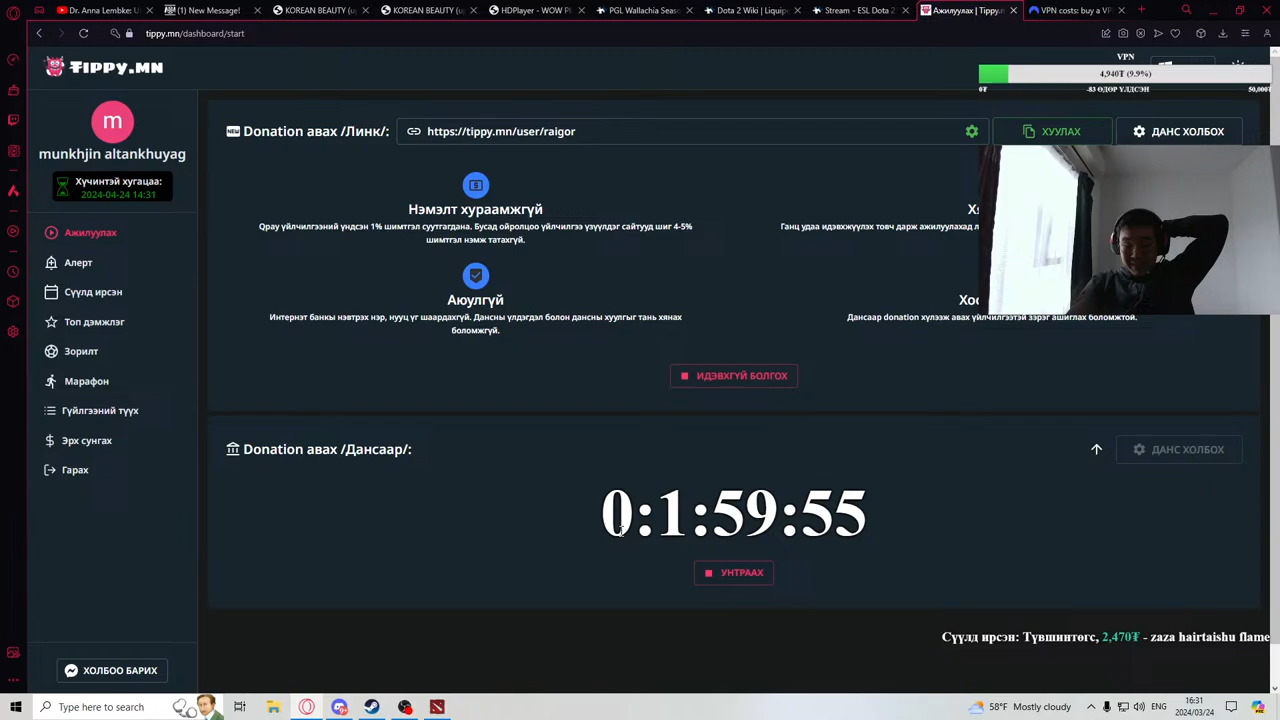 Dr. Anna Lembke: U
(1) New Message!
KOREAN BEAUTY (u
KOREAN BEAUTY (u
HDPlayer - WOW Pl
PGL Wallachia Seaso
Dota 2 Wiki | Liquip
Stream - ESL Dota 2
Ажилуулах | Tippy.m
VPN costs: buy a VP
tippy.mn/dashboard/start
TIPPY.MN
VPN
4,940₮ (9.9%)
0₮
-83 ӨДӨР ҮЛДСЭН
50,000₮
m
munkhjin altankhuyag
Хүчинтэй хугацаа:
2024-04-24 14:31
Ажилуулах
Алерт
Сүүлд ирсэн
Топ дэмжлэг
Зорилт
Марафон
Гүйлгээний түүх
Эрх сунгах
Гарах
ХОЛБОО БАРИХ
NEW Donation авах /Линк/:
https://tippy.mn/user/raigor
ХУУЛАХ
ДАНС ХОЛБОХ
Нэмэлт хураамжгүй
Qpay үйлчилгээний үндсэн 1% шимтгэл суутгагдана. Бусад ойролцоо үйлчилгээ үзүүлдэг сайтууд шиг 4-5%
шимтгэл нэмж татахгүй.
Ганц удаа идэвхжүүлэх товч дарж ажилуулахад
Аюулгүй
Интернэт банкы нэвтрэх нэр, нууц үг шаардахгүй. Дансны үлдэгдэл болон дансны хуулгыг тань хянах
боломжгүй.
Хос
Дансаар donation хүлээж авах үйлчилгээтэй зэрэг ашиглах боломжтой.
ИДЭВХГҮЙ БОЛГОХ
Donation авах /Дансаар/:
ДАНС ХОЛБОХ
0:1:59:55
УНТРААХ
Сүүлд ирсэн: Түвшинтөгс, 2,470₮ - zaza hairtaishu flame
Type here to search
58°F Mostly cloudy
ENG
16:31
2024/03/24